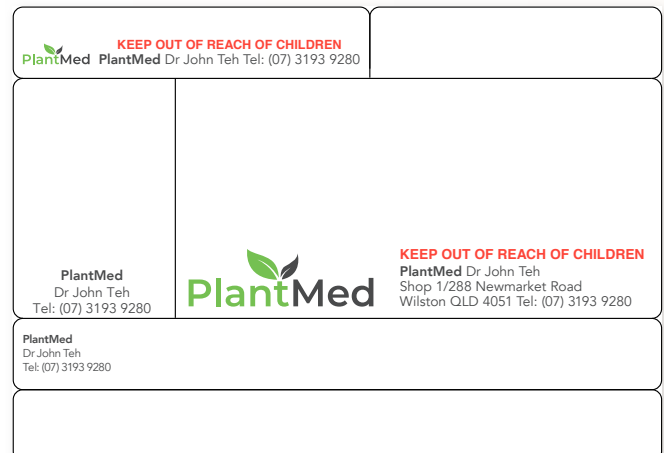 KEEP OUT OF REACH OF CHILDREN
PlantMed PlantMed Dr John Teh Tel: (07) 3193 9280
PlantMed
Dr John Teh
Tel: (07) 3193 9280
PlantMed
KEEP OUT OF REACH OF CHILDREN
PlantMed Dr John Teh
Shop 1/288 Newmarket Road
Wilston QLD 4051 Tel: (07) 3193 9280
PlantMed
Dr John Teh
Tel: (07) 3193 9280